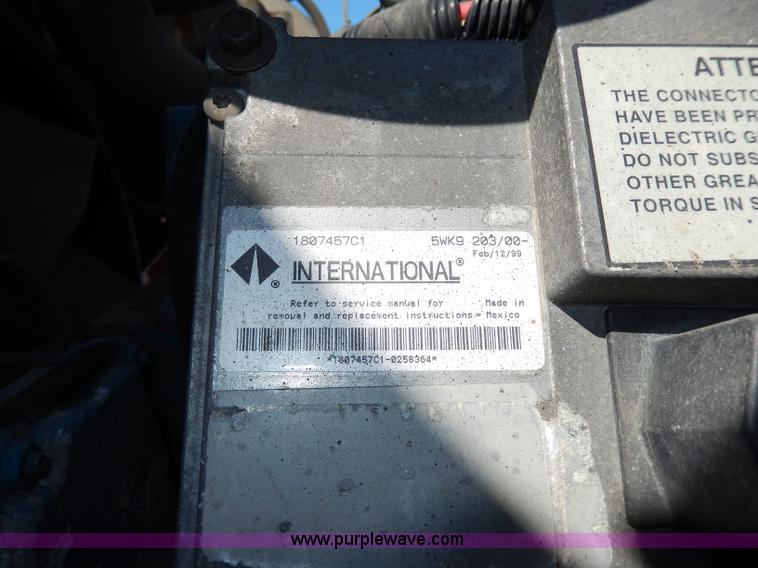 ATTE
THE CONNECTO
HAVE BEEN PR
DIELECTRIC G
DO NOT SUBS
OTHER GREA
TORQUE IN S
1807457C1 5WK9 203/00-
Feb/12/99
INTERNATIONAL®
®
Refer to service manual for Made in
removal and replacement instructions - Mexico
*1807457C1-0258364*
www.purplewave.com